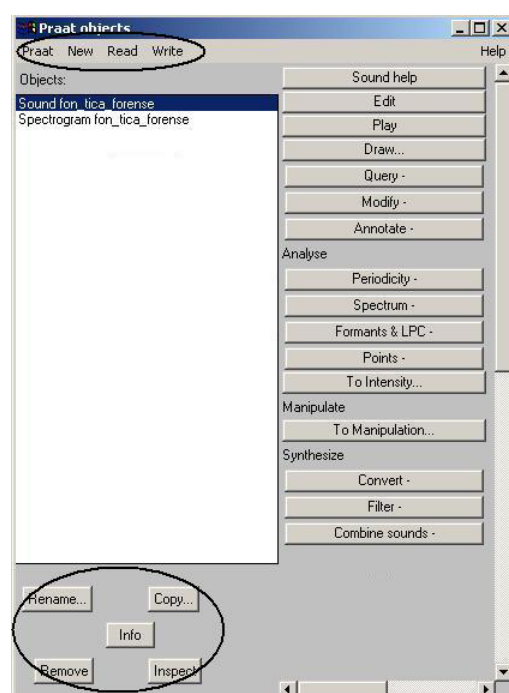 Praat objects
Praat New Read Write Help
Objects:
Sound fon_tica_forense
Spectrogram fon_tica_forense
Sound help
Edit
Play
Draw...
Query -
Modify -
Annotate -
Analyse
Periodicity -
Spectrum -
Formants & LPC -
Points -
To Intensity...
Manipulate
To Manipulation...
Synthesize
Convert -
Filter -
Combine sounds -
Rename... Copy...
Info
Remove Inspect